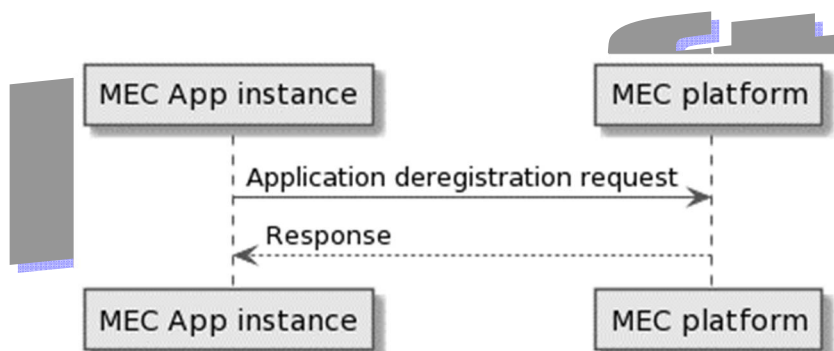 MEC App instance
MEC platform
Application deregistration request
Response
MEC App instance
MEC platform